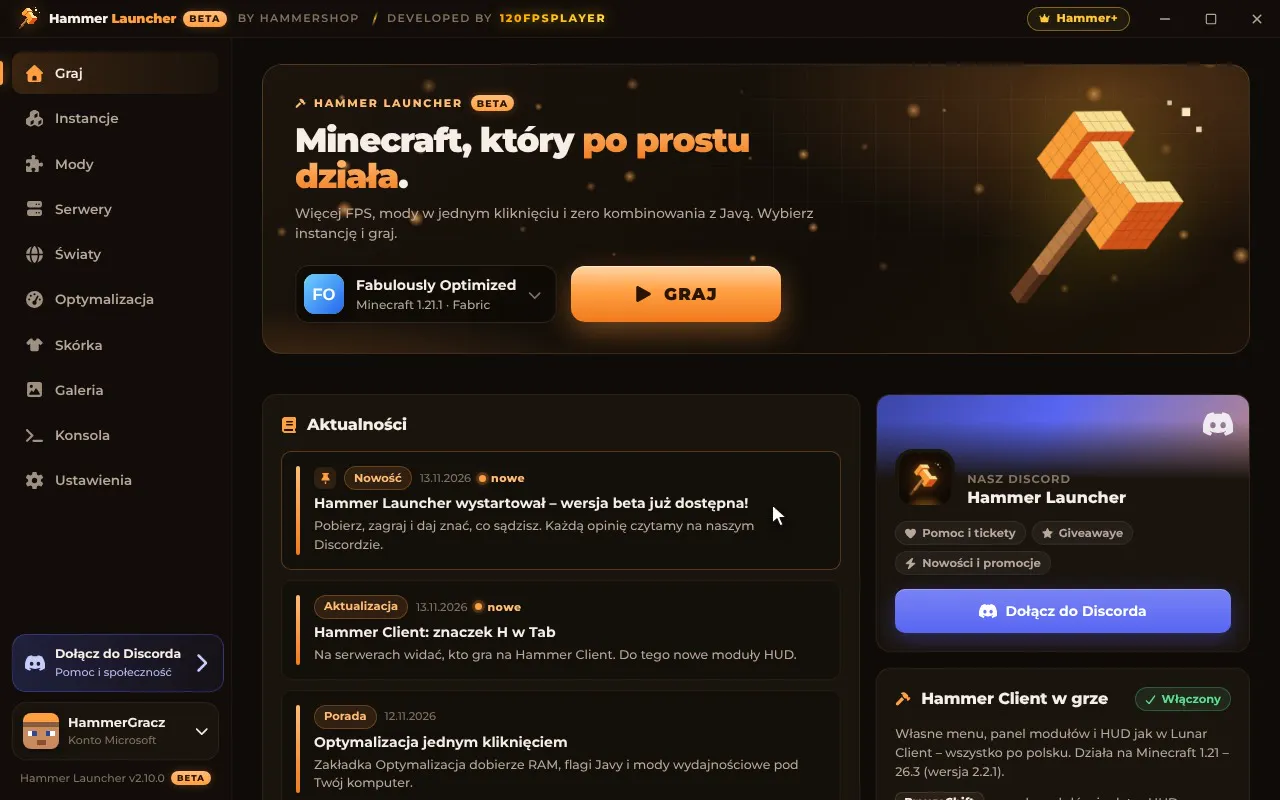 Hammer Launcher BETA BY HAMMERSHOP / DEVELOPED BY 120FPSPLAYER
Hammer+
Graj
Instancje
Mody
Serwery
Światy
Optymalizacja
Skórka
Galeria
Konsola
Ustawienia
Dołącz do Discorda
Pomoc i społeczność
HammerGracz
Konto Microsoft
Hammer Launcher v2.10.0 BETA
HAMMER LAUNCHER BETA
Minecraft, który po prostu
działa.
Więcej FPS, mody w jednym kliknięciu i zero kombinowania z Javą. Wybierz
instancję i graj.
FO
Fabulously Optimized
Minecraft 1.21.1 · Fabric
GRAJ
Aktualności
Nowość 13.11.2026 nowe
Hammer Launcher wystartował – wersja beta już dostępna!
Pobierz, zagraj i daj znać, co sądzisz. Każdą opinię czytamy na naszym
Discordzie.
Aktualizacja 13.11.2026 nowe
Hammer Client: znaczek H w Tab
Na serwerach widać, kto gra na Hammer Client. Do tego nowe moduły HUD.
Porada 12.11.2026
Optymalizacja jednym kliknięciem
Zakładka Optymalizacja dobierze RAM, flagi Javy i mody wydajnościowe pod
Twój komputer.
NASZ DISCORD
Hammer Launcher
Pomoc i tickety
Giveawaye
Nowości i promocje
Dołącz do Discorda
Hammer Client w grze
Włączony
Własne menu, panel modułów i HUD jak w Lunar
Client – wszystko po polsku. Działa na Minecraft 1.21 –
26.3 (wersja 2.2.1).